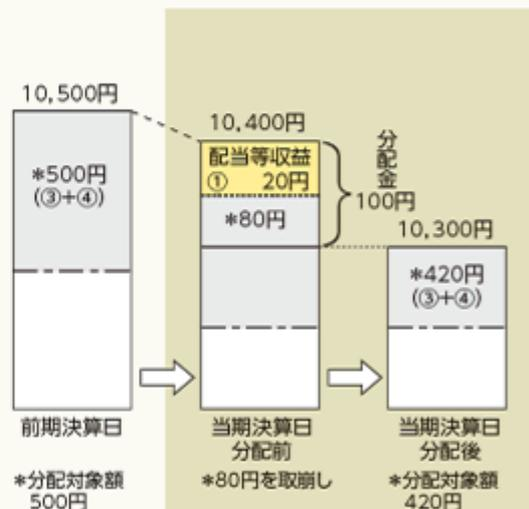 10,500円
*500円
(③+④)
前期決算日
*分配対象額
500円
10,400円
配当等収益
① 20円
*80円
分配金
100円
当期決算日
分配前
*80円を取崩し
10,300円
*420円
(③+④)
当期決算日
分配後
*分配対象額
420円